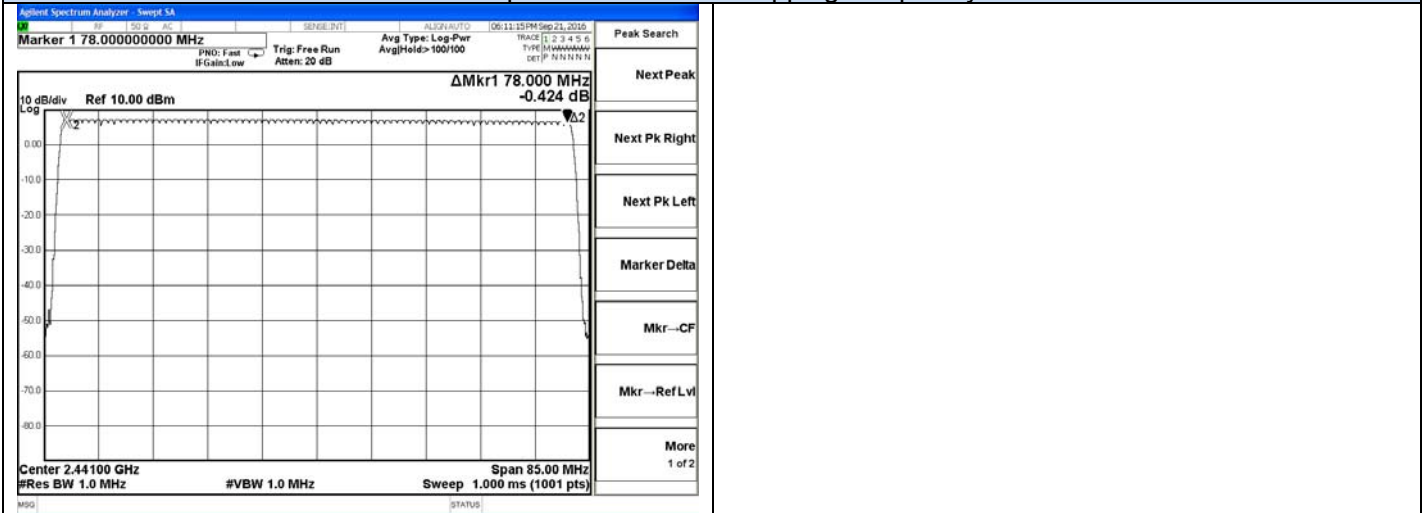 Agilent Spectrum Analyzer - Swept SA
RF 50 Ω AC SENSE:INT ALIGN AUTO 06:11:15 PM Sep 21, 2016
Marker 1 78.000000000 MHz
PNO: Fast
IFGain:Low
Trig: Free Run
Atten: 20 dB
Avg Type: Log-Pwr
Avg|Hold:>100/100
TRACE 1 2 3 4 5 6
TYPE
DET P N N N N N
ΔMkr1 78.000 MHz
-0.424 dB
10 dB/div Ref 10.00 dBm
Log
2
Δ2
0.00
-10.0
-20.0
-30.0
-40.0
-50.0
-60.0
-70.0
-80.0
Center 2.44100 GHz Span 85.00 MHz
#Res BW 1.0 MHz #VBW 1.0 MHz Sweep 1.000 ms (1001 pts)
MSG STATUS
Peak Search
Next Peak
Next Pk Right
Next Pk Left
Marker Delta
Mkr→CF
Mkr→Ref Lvl
More
1 of 2